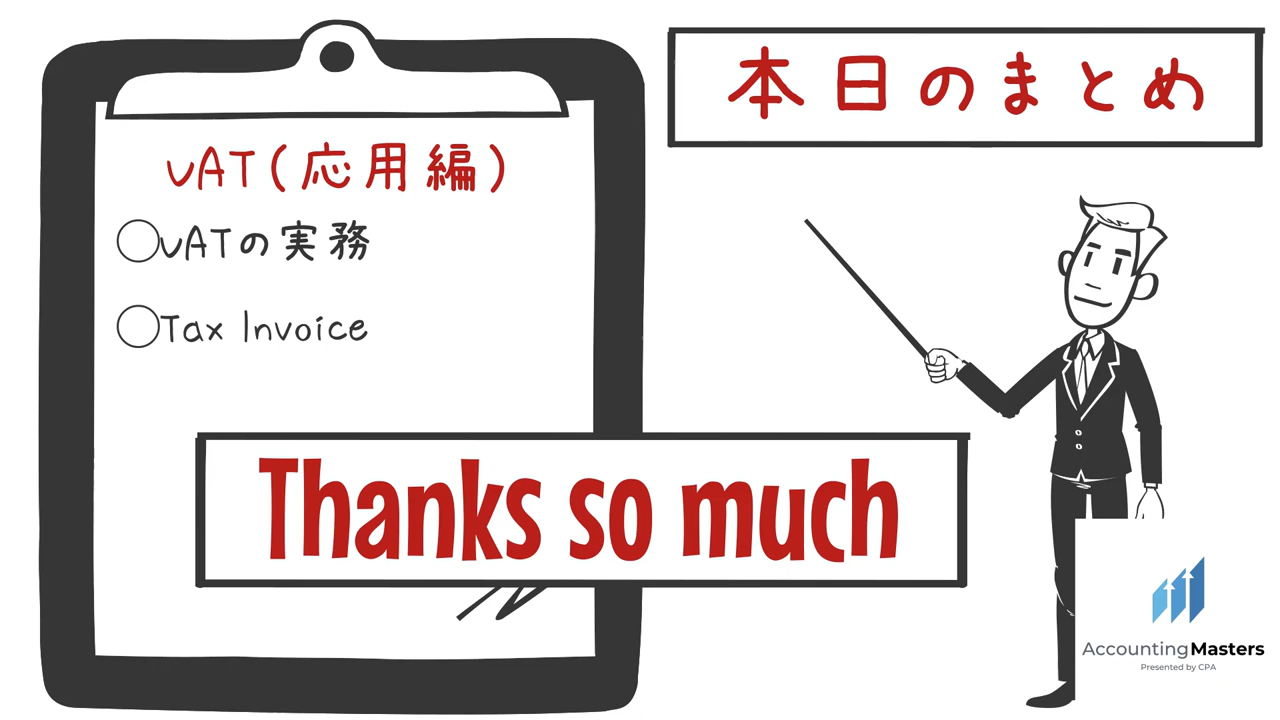 本日のまとめ
vAT(応用編)
○vATの実務
○Tax Invoice
Thanks so much
AccountingMasters
Presented by CPA